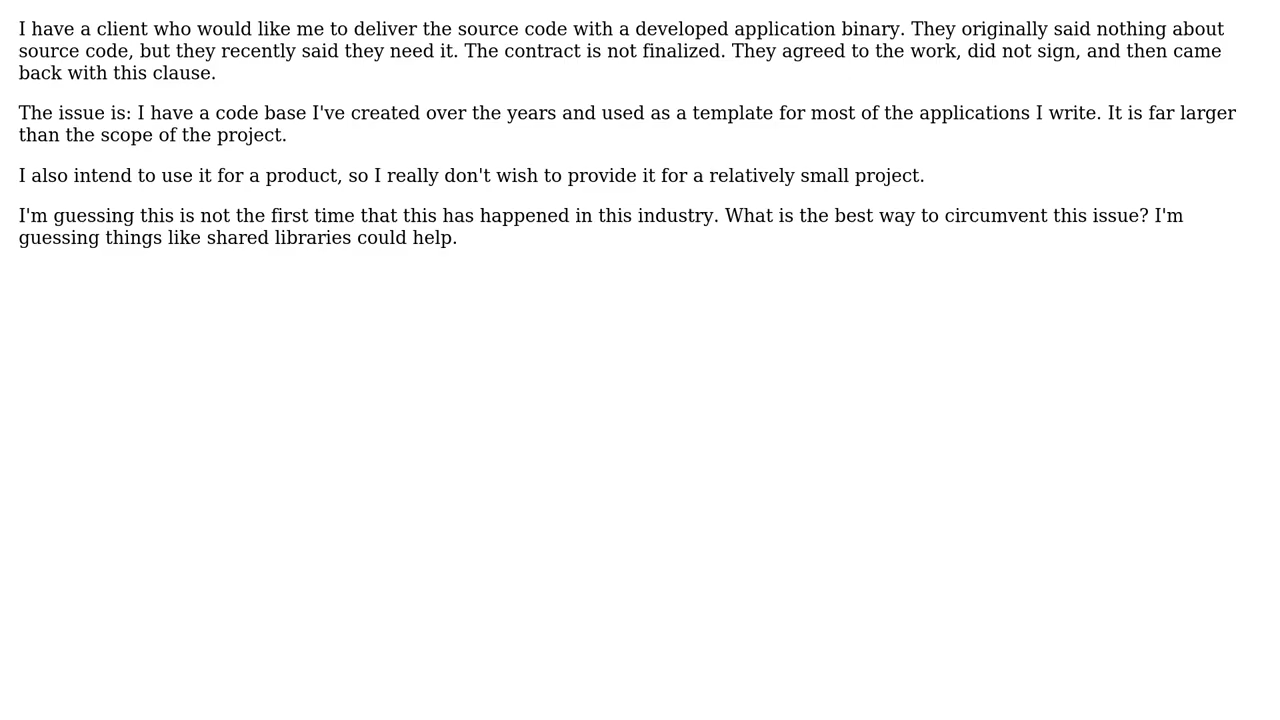 I have a client who would like me to deliver the source code with a developed application binary. They originally said nothing about
source code, but they recently said they need it. The contract is not finalized. They agreed to the work, did not sign, and then came
back with this clause.
The issue is: I have a code base I've created over the years and used as a template for most of the applications I write. It is far larger
than the scope of the project.
I also intend to use it for a product, so I really don't wish to provide it for a relatively small project.
I'm guessing this is not the first time that this has happened in this industry. What is the best way to circumvent this issue? I'm
guessing things like shared libraries could help.